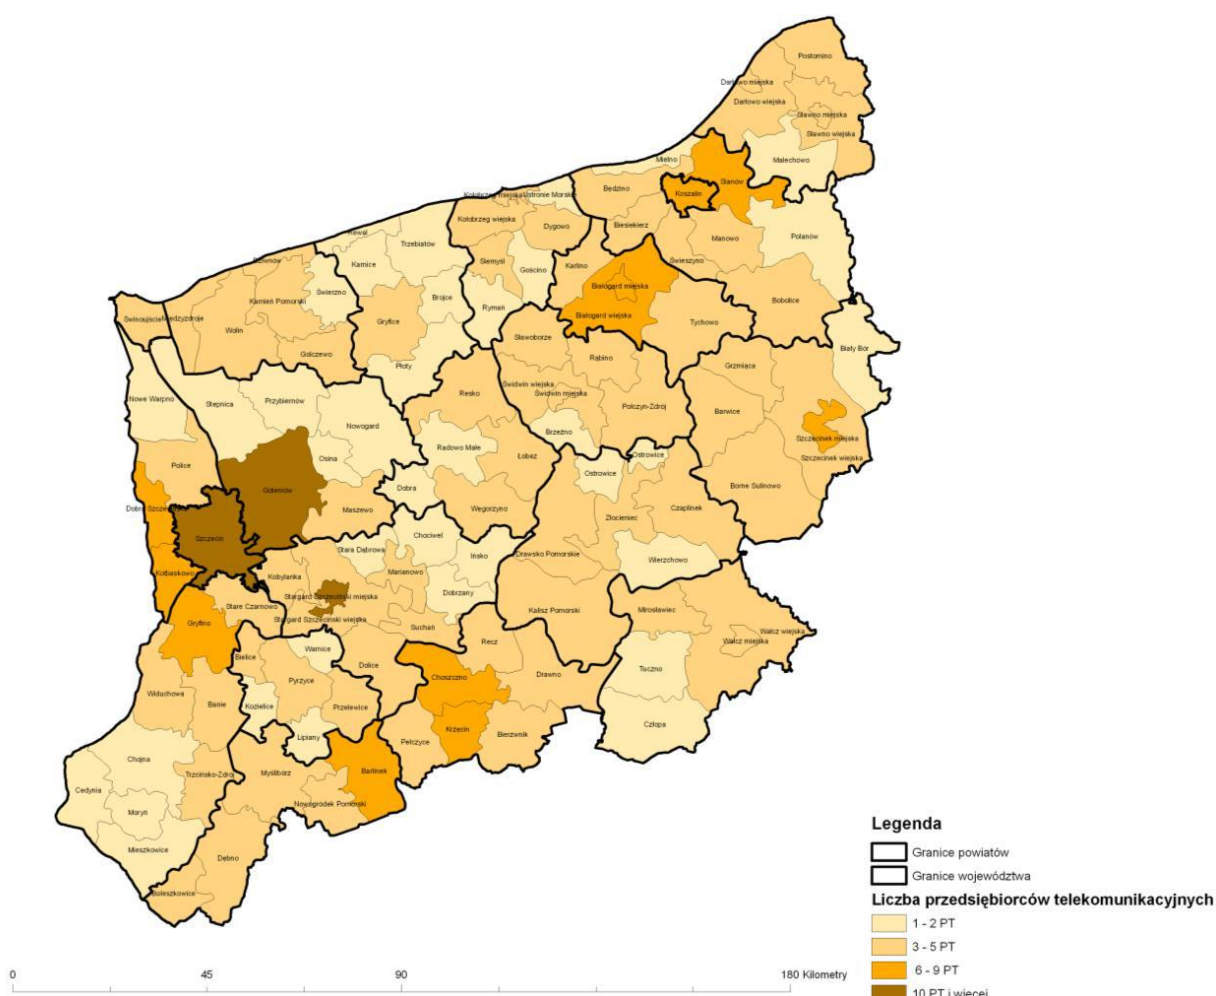 Postomino
Darłowo miejska
Darłowo wiejska
Sławno miejska
Sławno wiejska
Mielno
Malechowo
Sianów
Koszalin
Będzino
Kołobrzeg miejska
Ustronie Morskie
Kołobrzeg wiejska
Dygowo
Biesiekierz
Manowo
Polanów
Rewal
Trzebiatów
Karnice
Siemyśl
Gościno
Karlino
Świeszyno
Dziwnów
Kamień Pomorski
Świerzno
Brojce
Rymań
Białogard miejska
Białogard wiejska
Bobolice
Tychowo
Świnoujście
Międzyzdroje
Wolin
Gryfice
Golczewo
Płoty
Sławoborze
Rąbino
Biały Bór
Grzmiąca
Nowe Warpno
Stepnica
Przybiernów
Nowogard
Resko
Świdwin wiejska
Świdwin miejska
Połczyn-Zdrój
Barwice
Brzeżno
Szczecinek miejska
Szczecinek wiejska
Police
Osina
Radowo Małe
Łobez
Ostrowice
Ostrowice
Borne Sulinowo
Goleniów
Dobra
Dobra Szczecińska
Maszewo
Węgorzyno
Złocieniec
Czaplinek
Szczecin
Chociwel
Stara Dąbrowa
Ińsko
Drawsko Pomorskie
Wierzchowo
Kołbaskowo
Kobylanka
Marianowo
Dobrzany
Stargard Szczeciński miejska
Stargard Szczeciński wiejska
Stare Czarnowo
Suchań
Kalisz Pomorski
Mirosławiec
Wałcz wiejska
Wałcz miejska
Gryfino
Bielice
Warnice
Dolice
Recz
Tuczno
Pyrzyce
Choszczno
Drawno
Widuchowa
Banie
Kozielice
Przelewice
Człopa
Lipiany
Pełczyce
Krzęcin
Bierzwnik
Chojna
Trzcińsko-Zdrój
Myślibórz
Barlinek
Cedynia
Moryń
Nowogródek Pomorski
Mieszkowice
Dębno
Boleszkowice
Legenda
Granice powiatów
Granice województwa
Liczba przedsiębiorców telekomunikacyjnych
1 - 2 PT
3 - 5 PT
6 - 9 PT
10 PT i więcej
0 45 90 180 Kilometry